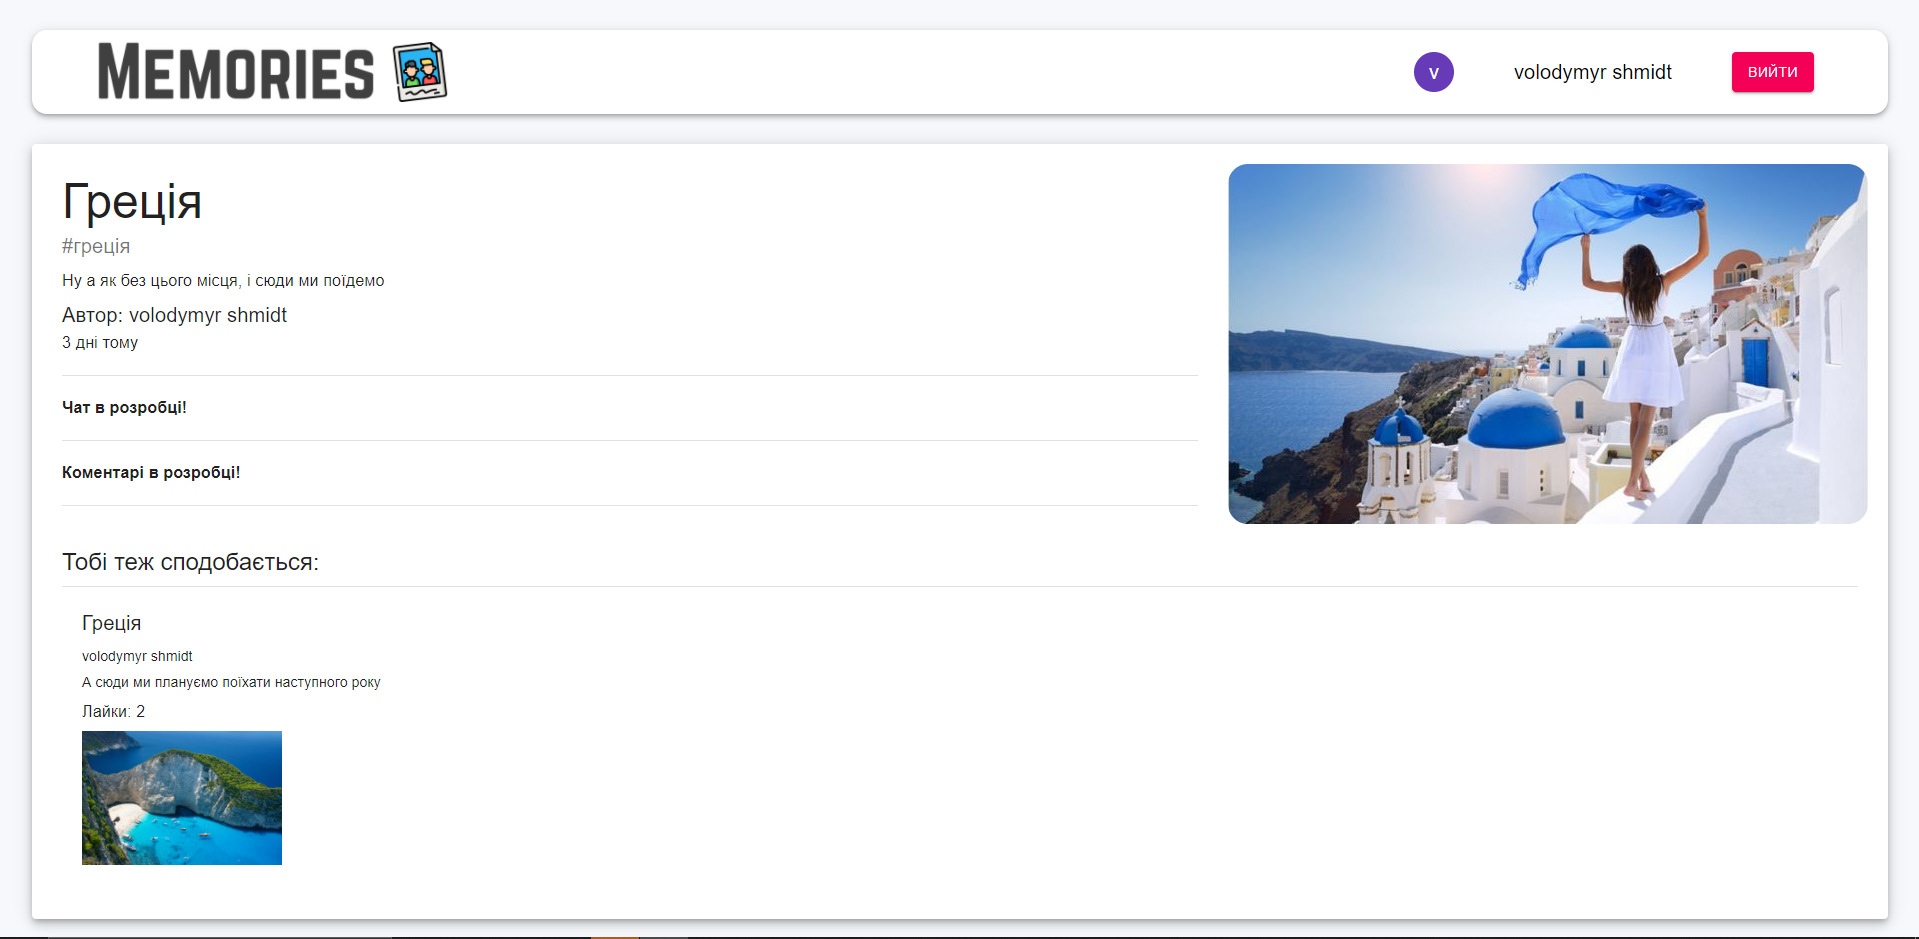 MEMORIES
v
volodymyr shmidt
ВИЙТИ
Греція
#греція
Ну а як без цього місця, і сюди ми поїдемо
Автор: volodymyr shmidt
3 дні тому
Чат в розробці!
Коментарі в розробці!
Тобі теж сподобається:
Греція
volodymyr shmidt
А сюди ми плануємо поїхати наступного року
Лайки: 2